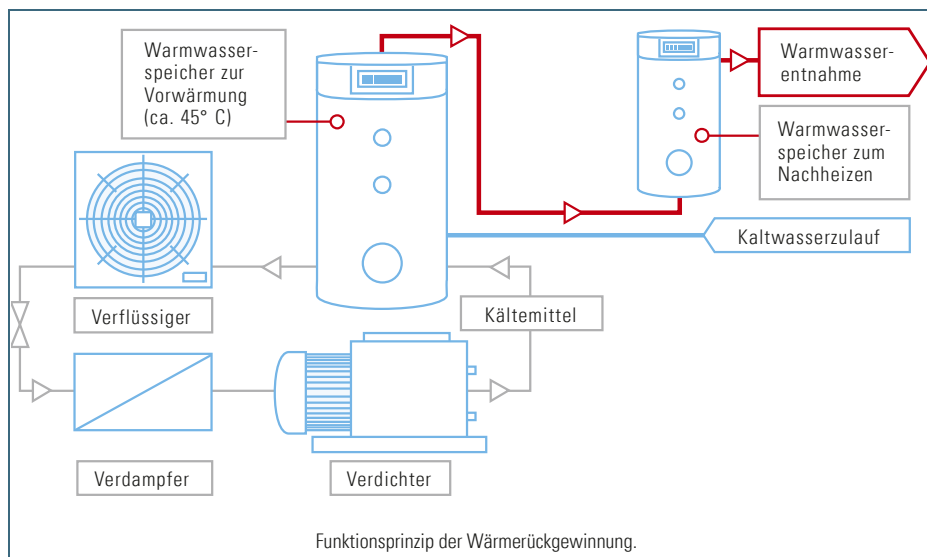 Warmwasser-
speicher zur
Vorwärmung
(ca. 45° C)
Warmwasser-
entnahme
Warmwasser-
speicher zum
Nachheizen
Kaltwasserzulauf
Verflüssiger
Kältemittel
Verdampfer
Verdichter
Funktionsprinzip der Wärmerückgewinnung.